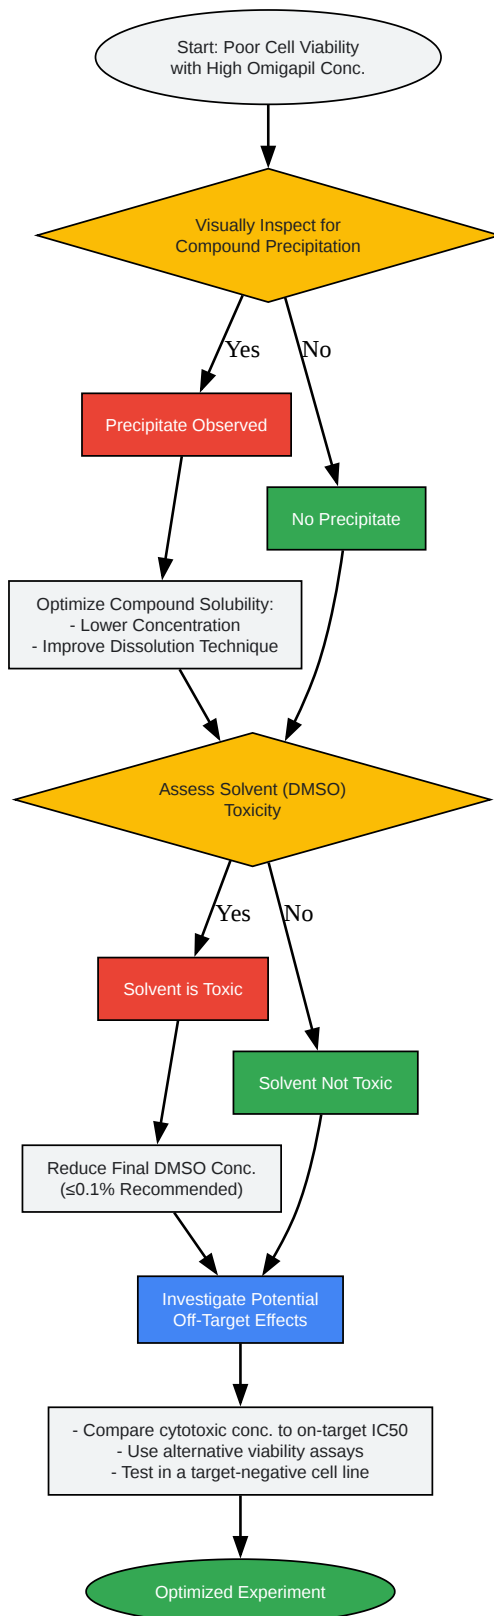 Start: Poor Cell Viability
with High Omigapil Conc.
Visually Inspect for
Compound Precipitation
Yes
No
Precipitate Observed
No Precipitate
Optimize Compound Solubility:
- Lower Concentration
- Improve Dissolution Technique
Assess Solvent (DMSO)
Toxicity
Yes
No
Solvent is Toxic
Solvent Not Toxic
Reduce Final DMSO Conc.
(≤0.1% Recommended)
Investigate Potential
Off-Target Effects
- Compare cytotoxic conc. to on-target IC50
- Use alternative viability assays
- Test in a target-negative cell line
Optimized Experiment